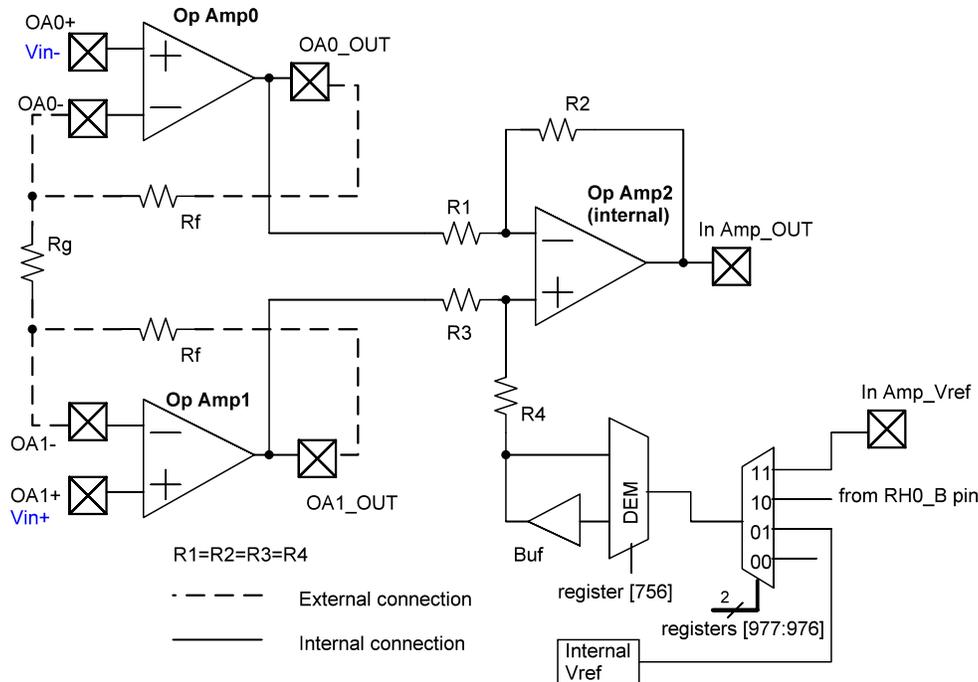 Op Amp0
OA0+
Vin-
OA0-
OA0_OUT
Rf
Rg
R2
Op Amp2
(internal)
R1
In Amp_OUT
R3
Rf
R4
Op Amp1
OA1-
OA1+
Vin+
OA1_OUT
In Amp_Vref
11
10
01
00
from RH0_B pin
DEM
Buf
R1=R2=R3=R4
register [756]
2
registers [977:976]
External connection
Internal connection
Internal
Vref